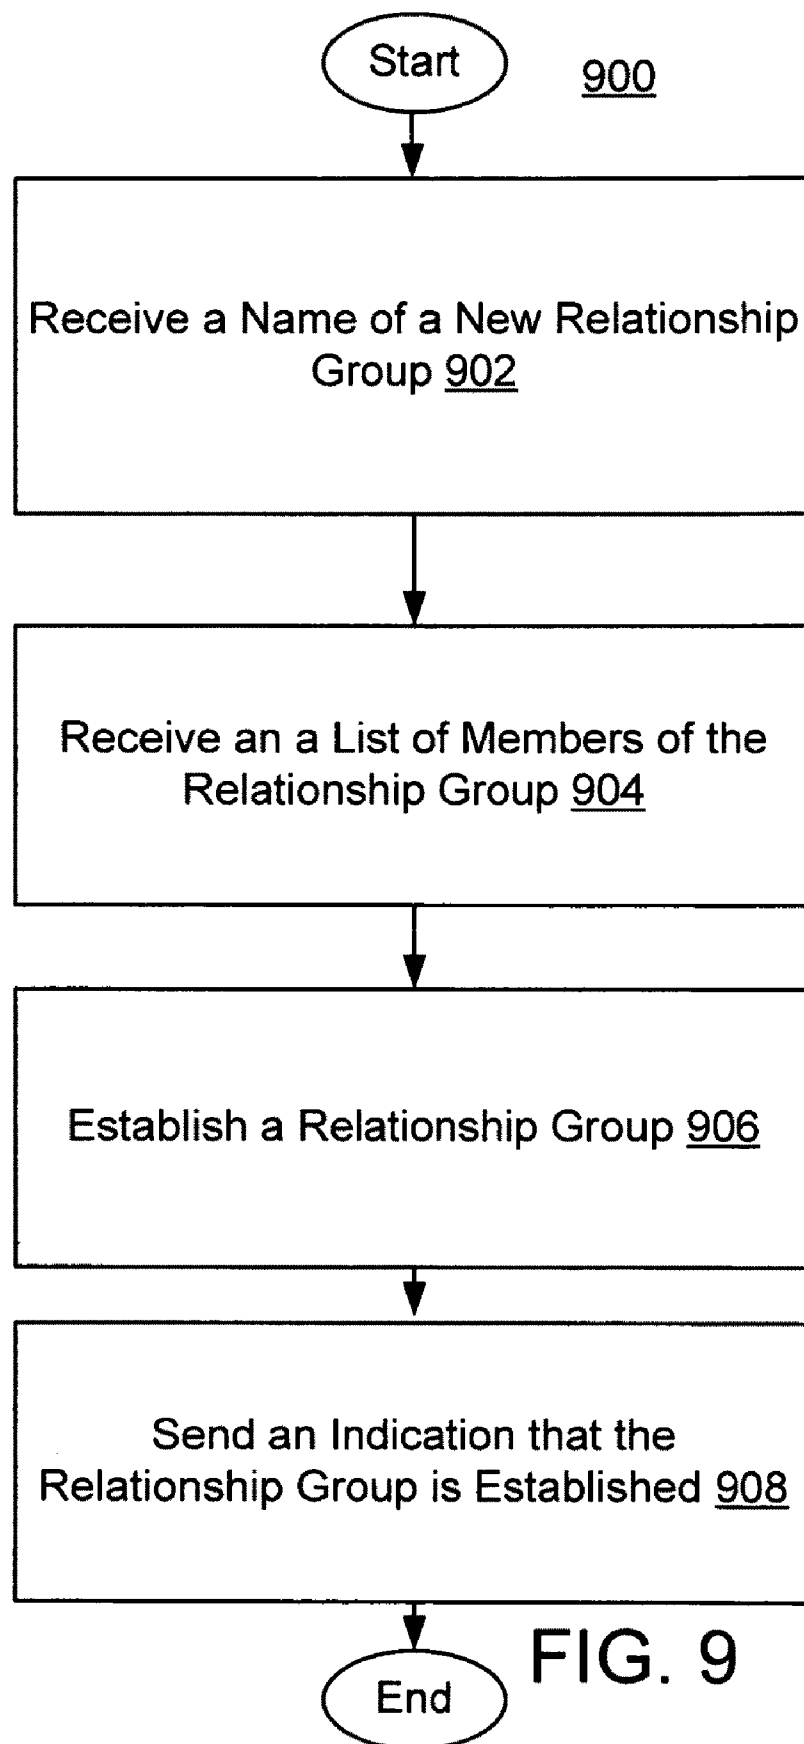 Start
900
Receive a Name of a New Relationship
Group 902
Receive an a List of Members of the
Relationship Group 904
Establish a Relationship Group 906
Send an Indication that the
Relationship Group is Established 908
FIG. 9
End